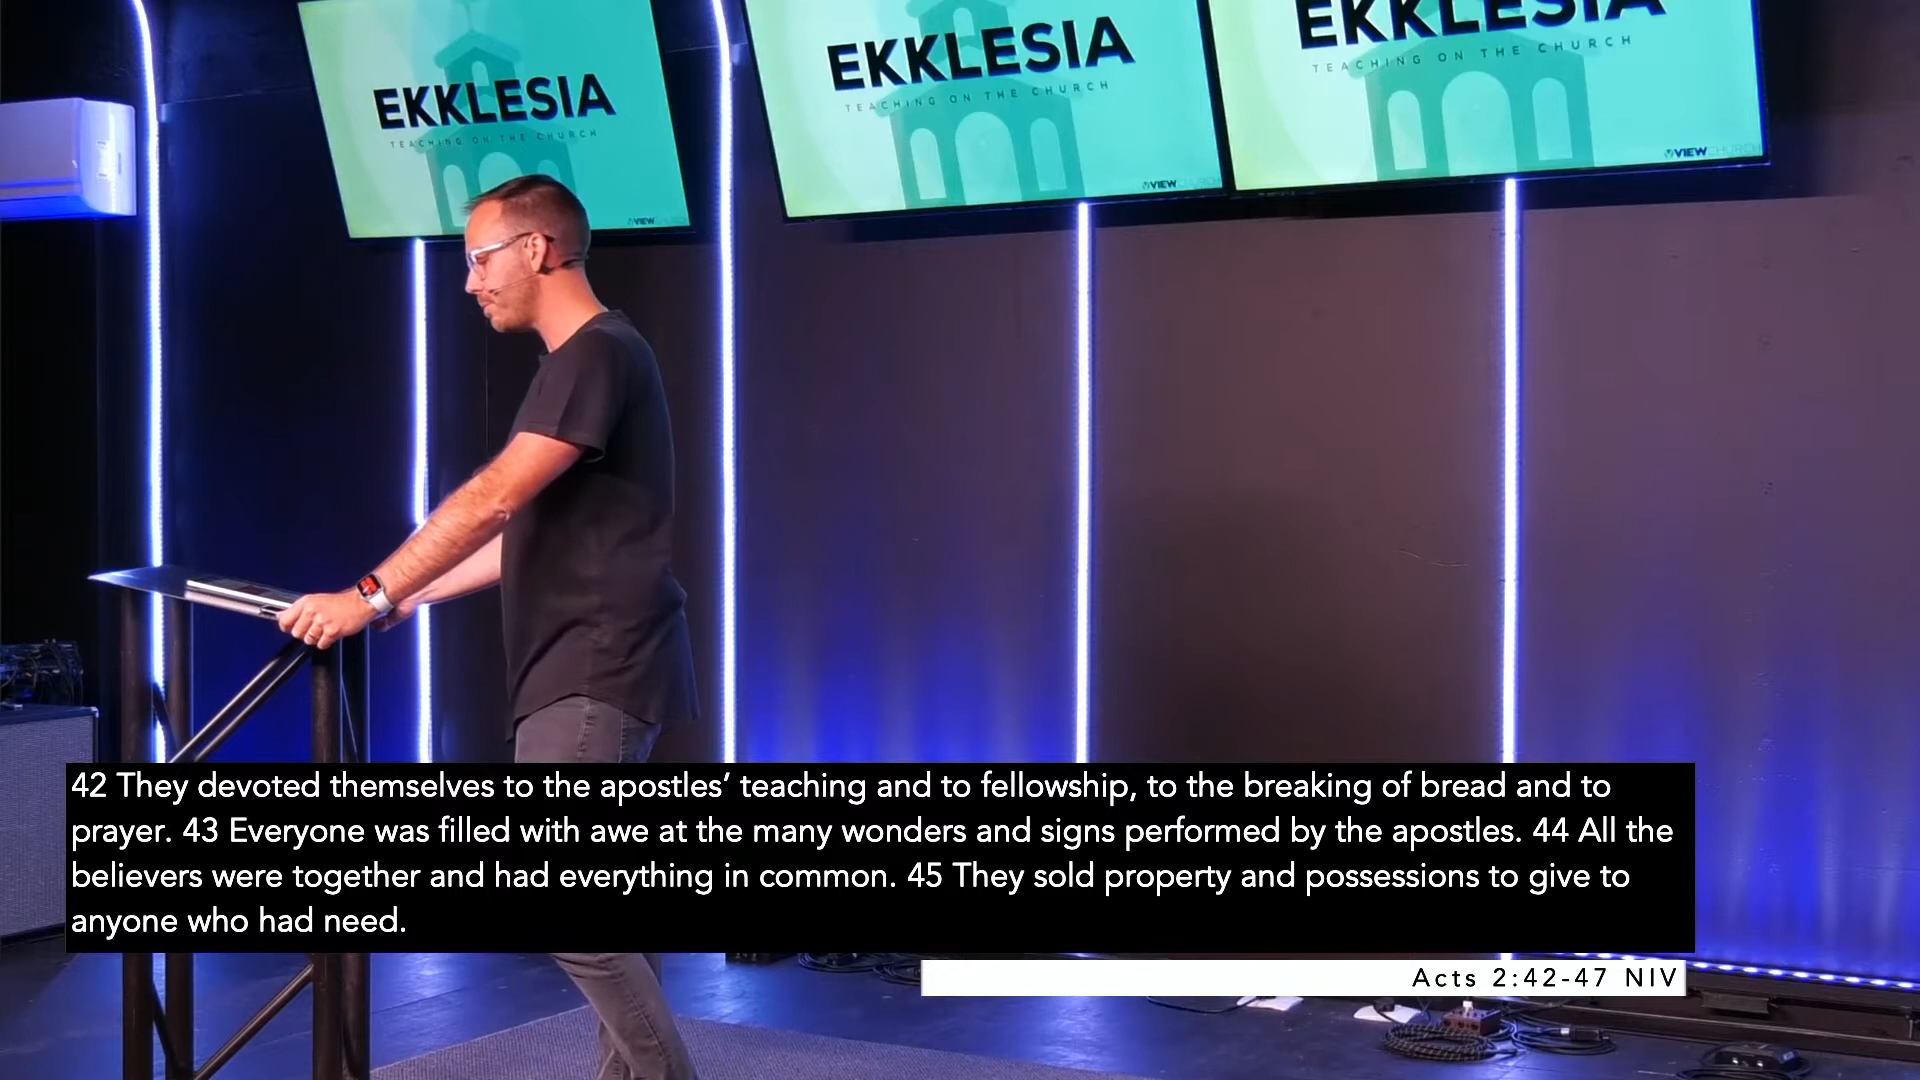 EKKLESIA
TEACHING ON THE CHURCH
VIEWCHURCH
EKKLESIA
TEACHING ON THE CHURCH
VIEWCHURCH
EKKLESIA
TEACHING ON THE CHURCH
VIEWCHURCH
42 They devoted themselves to the apostles’ teaching and to fellowship, to the breaking of bread and to
prayer. 43 Everyone was filled with awe at the many wonders and signs performed by the apostles. 44 All the
believers were together and had everything in common. 45 They sold property and possessions to give to
anyone who had need.
Acts 2:42-47 NIV